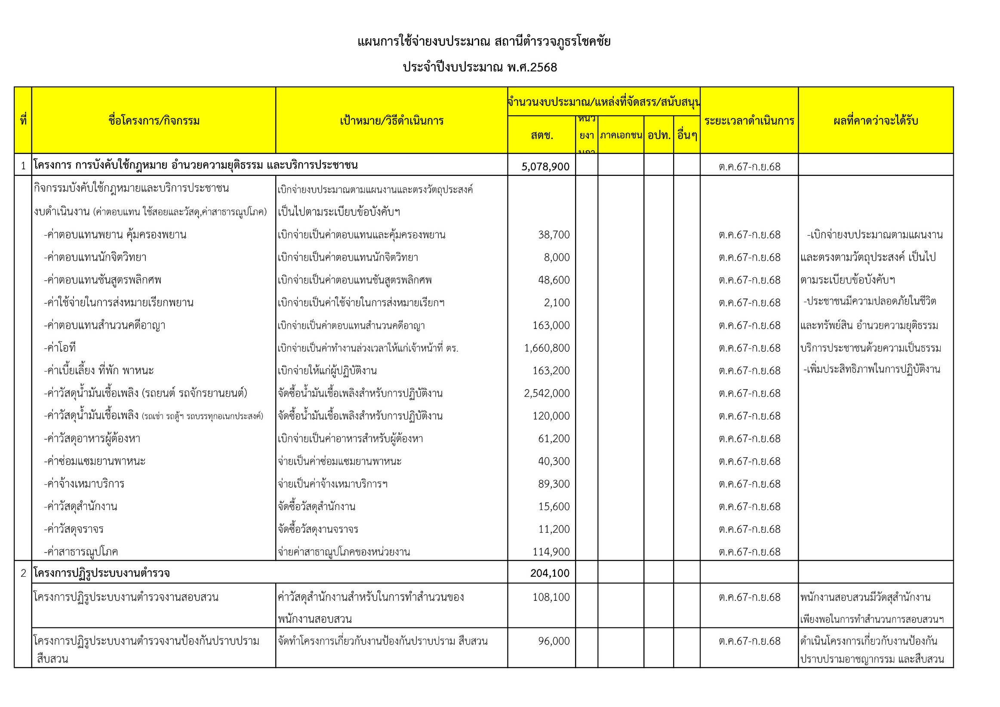 แผนการใช้จ่ายงบประมาณ สถานีตำรวจภูธรโชคชัย
ประจำปีงบประมาณ พ.ศ.2568
ที่ ชื่อโครงการ/กิจกรรม เป้าหมาย/วิธีดำเนินการ จำนวนงบประมาณ/แหล่งที่จัดสรร/สนับสนุน ระยะเวลาดำเนินการ ผลที่คาดว่าจะได้รับ
สตช. หน่ว ยงา ภาคเอกชน อปท. อื่นๆ
1 โครงการ การบังคับใช้กฎหมาย อำนวยความยุติธรรม และบริการประชาชน 5,078,900 ต.ค.67-ก.ย.68
กิจกรรมบังคับใช้กฎหมายและบริการประชาชน เบิกจ่ายงบประมาณตามแผนงานและตรงวัตถุประสงค์
งบดำเนินงาน (ค่าตอบแทน ใช้สอยและวัสดุ,ค่าสาธารณูปโภค) เป็นไปตามระเบียบข้อบังคับฯ
-ค่าตอบแทนพยาน คุ้มครองพยาน เบิกจ่ายเป็นค่าตอบแทนและคุ้มครองพยาน 38,700 ต.ค.67-ก.ย.68 -เบิกจ่ายงบประมาณตามแผนงาน
-ค่าตอบแทนนักจิตวิทยา เบิกจ่ายเป็นค่าตอบแทนนักจิตวิทยา 8,000 ต.ค.67-ก.ย.68 และตรงตามวัตถุประสงค์ เป็นไป
-ค่าตอบแทนชันสูตรพลิกศพ เบิกจ่ายเป็นค่าตอบแทนชันสูตรพลิกศพ 48,600 ต.ค.67-ก.ย.68 ตามระเบียบข้อบังคับฯ
-ค่าใช้จ่ายในการส่งหมายเรียกพยาน เบิกจ่ายเป็นค่าใช้จ่ายในการส่งหมายเรียกฯ 2,100 ต.ค.67-ก.ย.68 -ประชาชนมีความปลอดภัยในชีวิต
-ค่าตอบแทนสำนวนคดีอาญา เบิกจ่ายเป็นค่าตอบแทนสำนวนคดีอาญา 163,000 ต.ค.67-ก.ย.68 และทรัพย์สิน อำนวยความยุติธรรม
-ค่าโอที เบิกจ่ายเป็นค่าทำงานล่วงเวลาให้แก่เจ้าหน้าที่ ตร. 1,660,800 ต.ค.67-ก.ย.68 บริการประชาชนด้วยความเป็นธรรม
-ค่าเบี้ยเลี้ยง ที่พัก พาหนะ เบิกจ่ายให้แก่ผู้ปฏิบัติงาน 163,200 ต.ค.67-ก.ย.68 -เพิ่มประสิทธิภาพในการปฏิบัติงาน
-ค่าวัสดุน้ำมันเชื้อเพลิง (รถยนต์ รถจักรยานยนต์) จัดซื้อน้ำมันเชื้อเพลิงสำหรับการปฏิบัติงาน 2,542,000 ต.ค.67-ก.ย.68
-ค่าวัสดุน้ำมันเชื้อเพลิง (รถเช่า รถตู้ฯ รถบรรทุกอเนกประสงค์) จัดซื้อน้ำมันเชื้อเพลิงสำหรับการปฏิบัติงาน 120,000 ต.ค.67-ก.ย.68
-ค่าวัสดุอาหารผู้ต้องหา เบิกจ่ายเป็นค่าอาหารสำหรับผู้ต้องหา 61,200 ต.ค.67-ก.ย.68
-ค่าซ่อมแซมยานพาหนะ จ่ายเป็นค่าซ่อมแซมยานพาหนะ 40,300 ต.ค.67-ก.ย.68
-ค่าจ้างเหมาบริการ จ่ายเป็นค่าจ้างเหมาบริการฯ 89,300 ต.ค.67-ก.ย.68
-ค่าวัสดุสำนักงาน จัดซื้อวัสดุสำนักงาน 15,600 ต.ค.67-ก.ย.68
-ค่าวัสดุจราจร จัดซื้อวัสดุงานจราจร 11,200 ต.ค.67-ก.ย.68
-ค่าสาธารณูปโภค จ่ายค่าสาธาณูปโภคของหน่วยงาน 114,900 ต.ค.67-ก.ย.68
2 โครงการปฏิรูประบบงานตำรวจ 204,100
โครงการปฏิรูประบบงานตำรวจงานสอบสวน ค่าวัสดุสำนักงานสำหรับในการทำสำนวนของ 108,100 ต.ค.67-ก.ย.68 พนักงานสอบสวนมีวัดสุสำนักงาน
พนักงานสอบสวน เพียงพอในการทำสำนวนการสอบสวนฯ
โครงการปฏิรูประบบงานตำรวจงานป้องกันปราบปราม จัดทำโครงการเกี่ยวกับงานป้องกันปราบปราม สืบสวน 96,000 ต.ค.67-ก.ย.68 ดำเนินโครงการเกี่ยวกับงานป้องกัน
สืบสวน ปราบปรามอาชญากรรม และสืบสวน